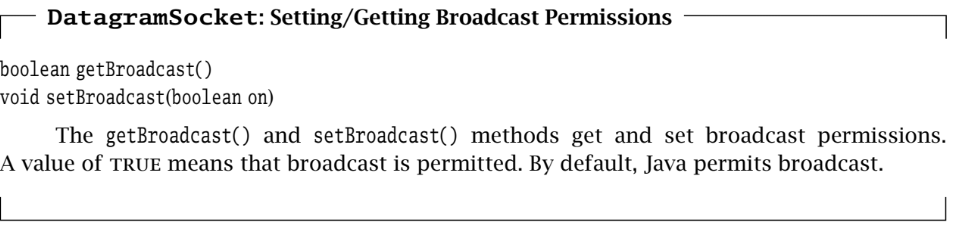 DatagramSocket: Setting/Getting Broadcast Permissions
boolean getBroadcast()
void setBroadcast(boolean on)
The getBroadcast() and setBroadcast() methods get and set broadcast permissions.
A value of TRUE means that broadcast is permitted. By default, Java permits broadcast.